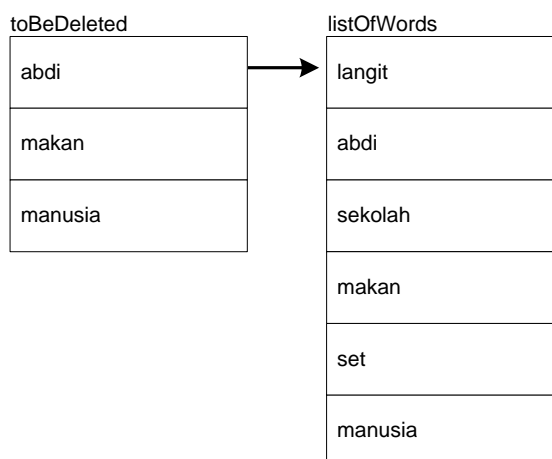 toBeDeleted
abdi
makan
manusia
listOfWords
langit
abdi
sekolah
makan
set
manusia